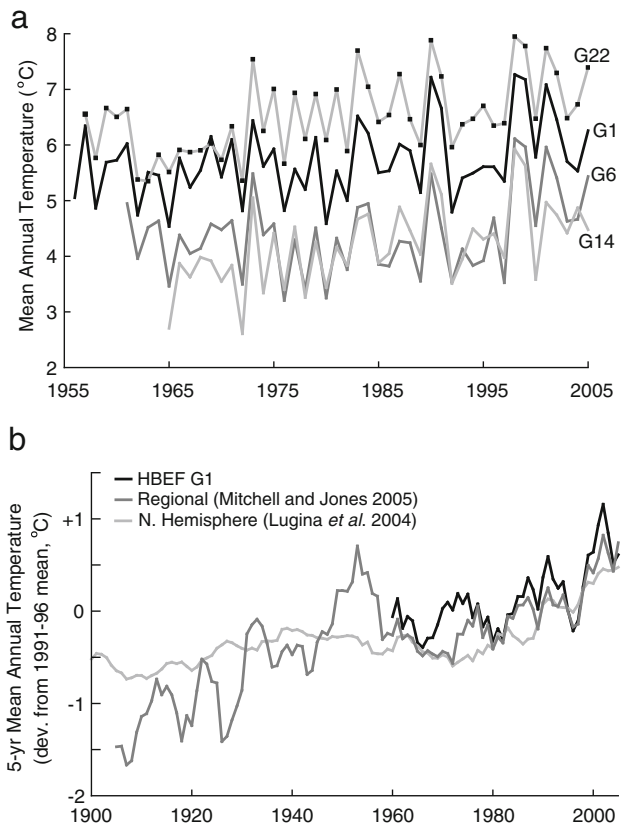 a
8
7
6
5
4
3
2
Mean Annual Temperature (°C)
G22
G1
G6
G14
1955 1965 1975 1985 1995 2005
b
HBEF G1
Regional (Mitchell and Jones 2005)
N. Hemisphere (Lugina et al. 2004)
+1
0
-1
-2
5-yr Mean Annual Temperature
(dev. from 1991-96 mean, °C)
1900 1920 1940 1960 1980 2000